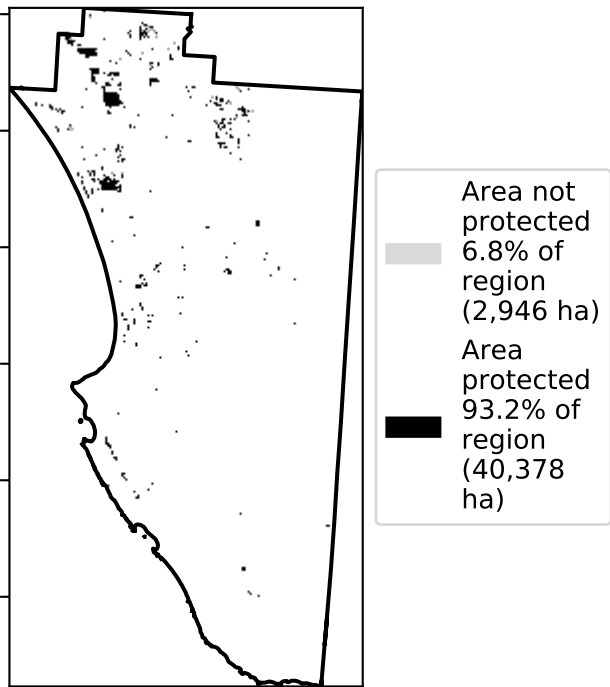 Area not
protected
6.8% of
region
(2,946 ha)
Area
protected
93.2% of
region
(40,378
ha)